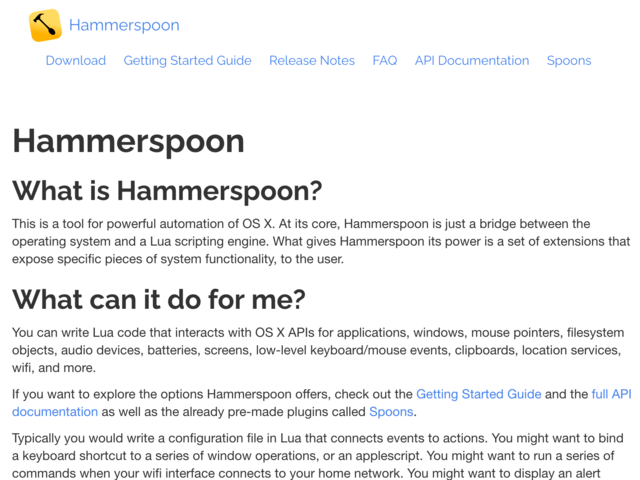 Hammerspoon
Download Getting Started Guide Release Notes FAQ API Documentation Spoons
Hammerspoon
What is Hammerspoon?
This is a tool for powerful automation of OS X. At its core, Hammerspoon is just a bridge between the
operating system and a Lua scripting engine. What gives Hammerspoon its power is a set of extensions that
expose specific pieces of system functionality, to the user.
What can it do for me?
You can write Lua code that interacts with OS X APIs for applications, windows, mouse pointers, filesystem
objects, audio devices, batteries, screens, low-level keyboard/mouse events, clipboards, location services,
wifi, and more.
If you want to explore the options Hammerspoon offers, check out the Getting Started Guide and the full API
documentation as well as the already pre-made plugins called Spoons.
Typically you would write a configuration file in Lua that connects events to actions. You might want to bind
a keyboard shortcut to a series of window operations, or an applescript. You might want to run a series of
commands when your wifi interface connects to your home network. You might want to display an alert